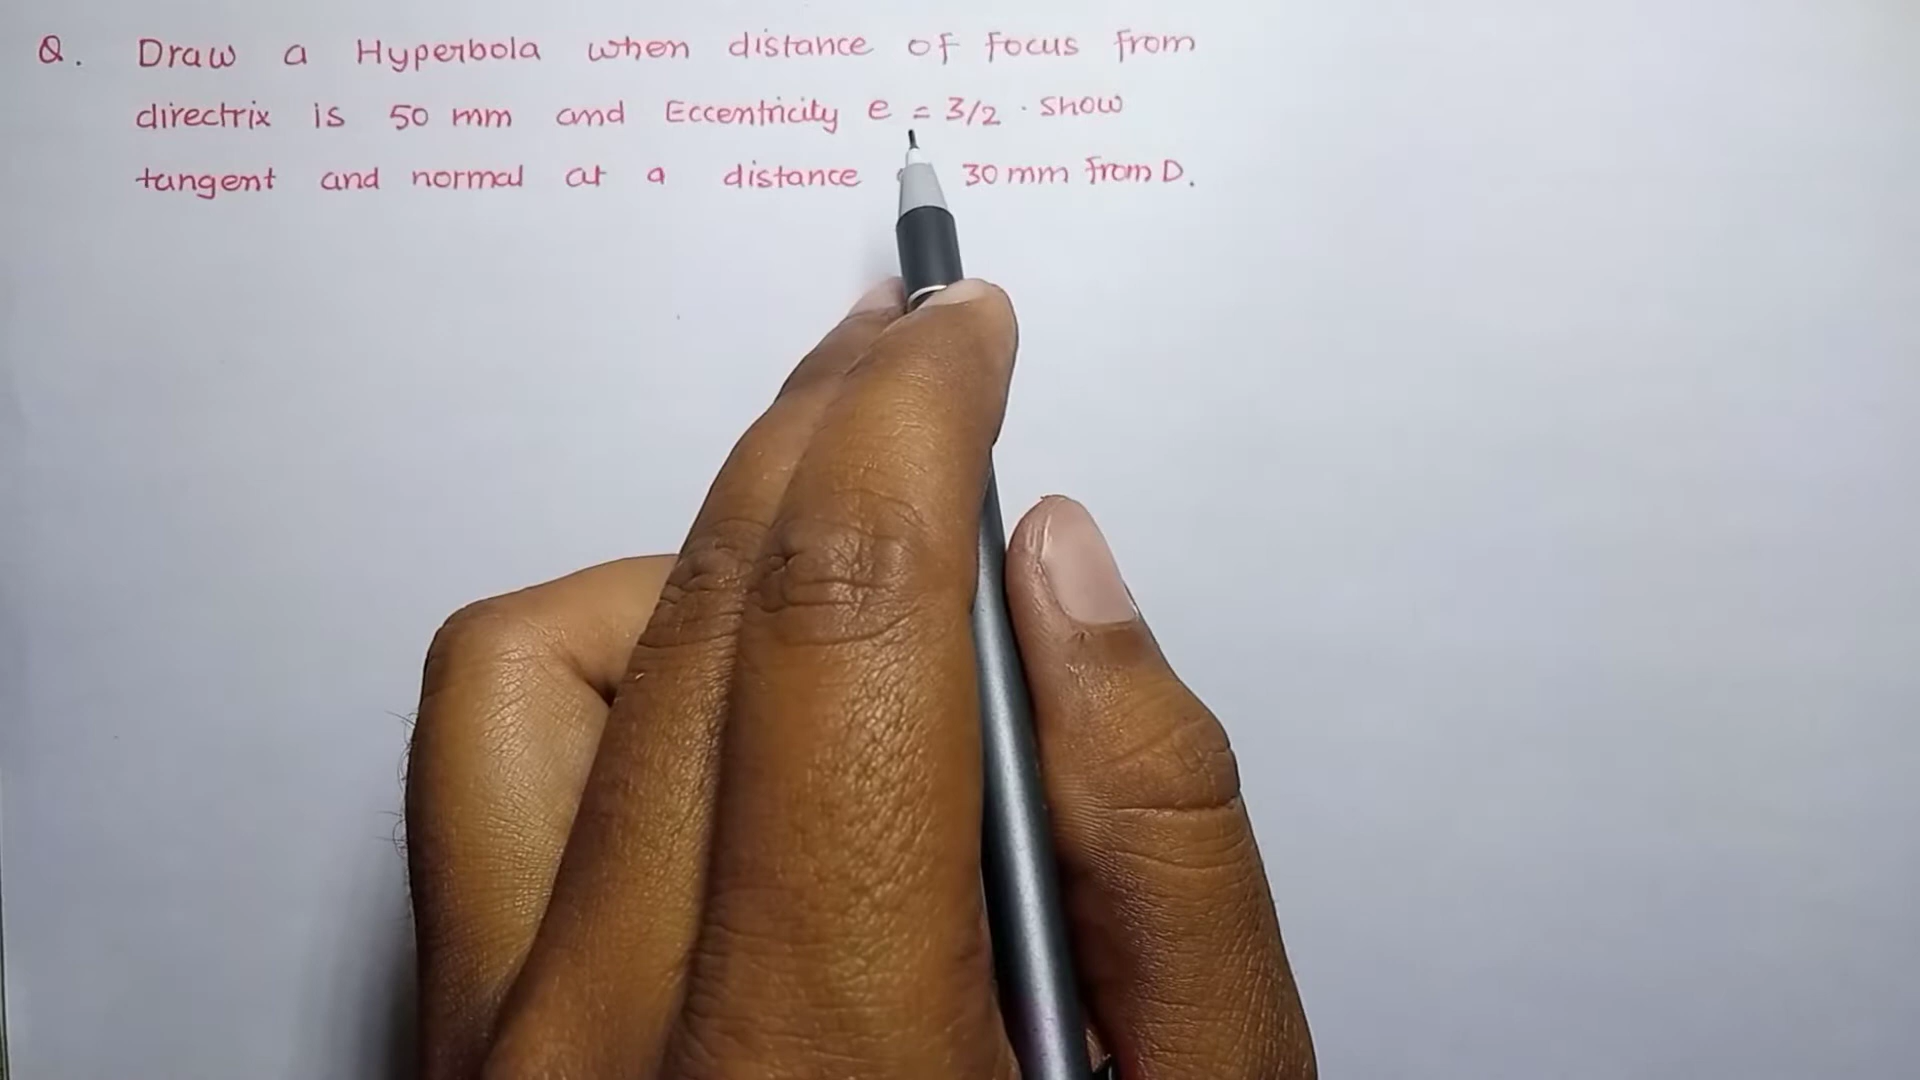 Q. Draw a Hyperbola when distance of focus from
directrix is 50 mm and Eccentricity e = 3/2 . Show
tangent and normal at a distance 30 mm from D.